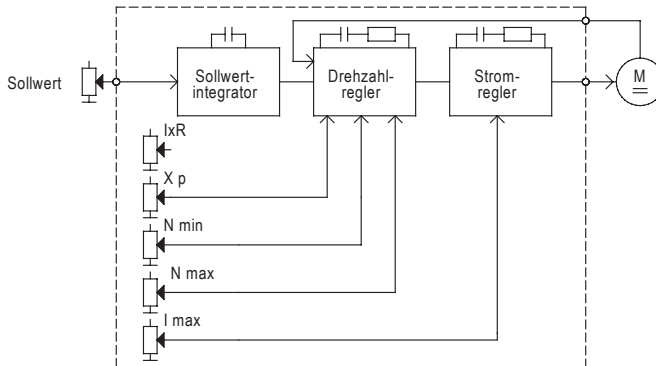 Sollwert
Sollwert-
integrator
Drehzahl-
regler
Strom-
regler
M
IxR
X p
N min
N max
I max